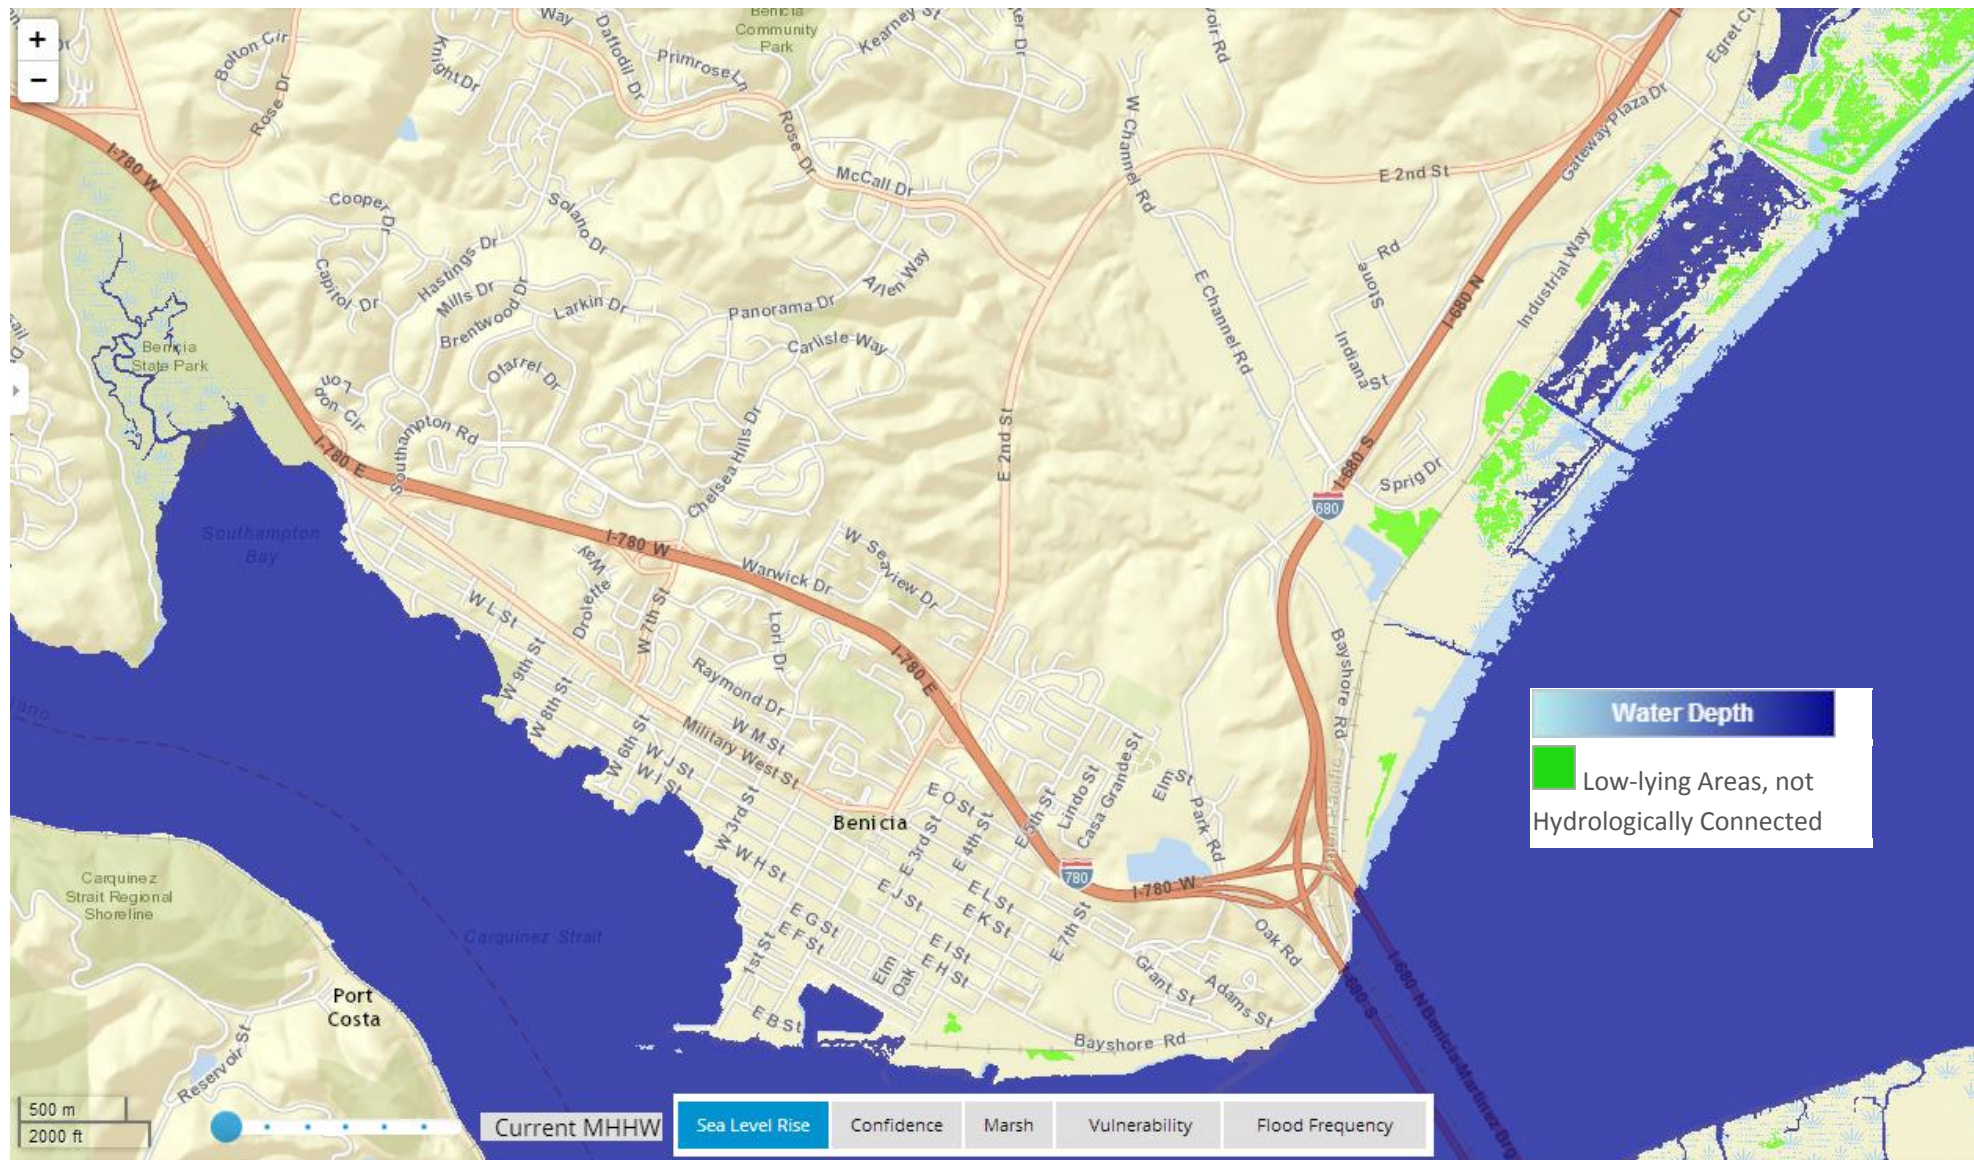 Way
Benicia
Community
Park
Kearney St
Bolton Cir
Knight Dr
Daffodil Dr
Primrose Ln
Egret Ct
+
−
Rose Dr
Rose Dr
W Channel Rd
Gateway Plaza Dr
I-780 W
McCall Dr
E 2nd St
Cooper Dr
Solano Dr
Hastings Dr
Capitol Dr
Mills Dr
Brentwood Dr
Larkin Dr
Panorama Dr
Arlen Way
Carlisle Way
E Channel Rd
Stone Rd
Industrial Way
I-680 N
Indiana St
Benicia
State Park
Ofarrel Dr
Lon
don Cir
Southampton Rd
Chelsea Hills Dr
E 2nd St
I-680 S
Sprig Dr
I-780 E
680
Southampton
Bay
I-780 W
W Seaview Dr
Warwick Dr
Drolette Way
W L St
W 7th St
Lori Dr
I-780 E
Bayshore Rd
W 9th St
W 8th St
Raymond Dr
W M St
Military West St
W 6th St
W J St
W I St
Water Depth
Low-lying Areas, not
Hydrologically Connected
Lindo St
Casa Grande St
Elm St
Park Rd
Union Pacific
E O St
E 5th St
E 4th St
E 3rd St
Benicia
W 3rd St
W H St
780
I-780 W
Carquinez
Strait Regional
Shoreline
E J St
E L St
E K St
E 7th St
E G St
E F St
E I St
E H St
Oak Rd
Carquinez Strait
1st St
Elm
Oak
Grant St
Adams St
I-680 S
I-680 N
Benicia-Martinez Brg
Port
Costa
E B St
Bayshore Rd
Reservoir St
500 m
2000 ft
Current MHHW
Sea Level Rise
Confidence
Marsh
Vulnerability
Flood Frequency